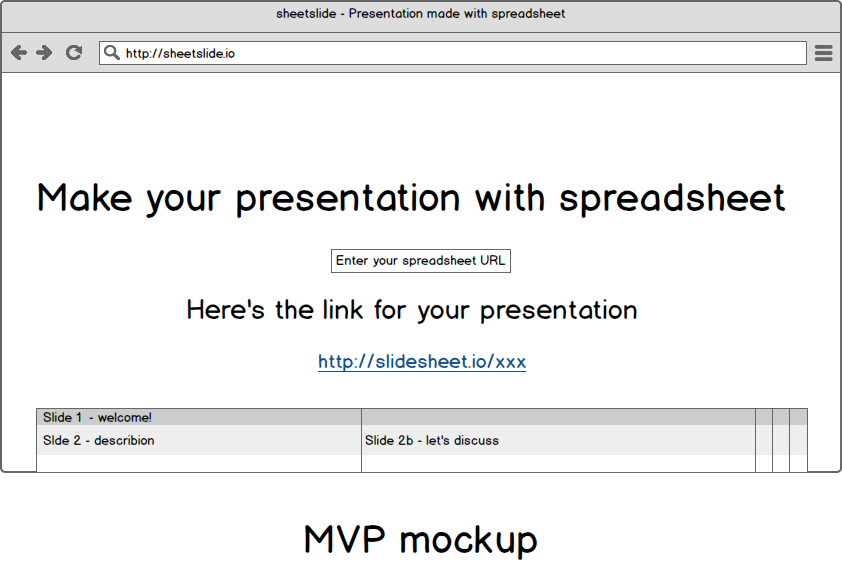 sheetslide - Presentation made with spreadsheet
http://sheetslide.io
Make your presentation with spreadsheet
Enter your spreadsheet URL
Here's the link for your presentation
http://slidesheet.io/xxx
Slide 1 - welcome!
Slde 2 - describion
Slide 2b - let's discuss
MVP mockup